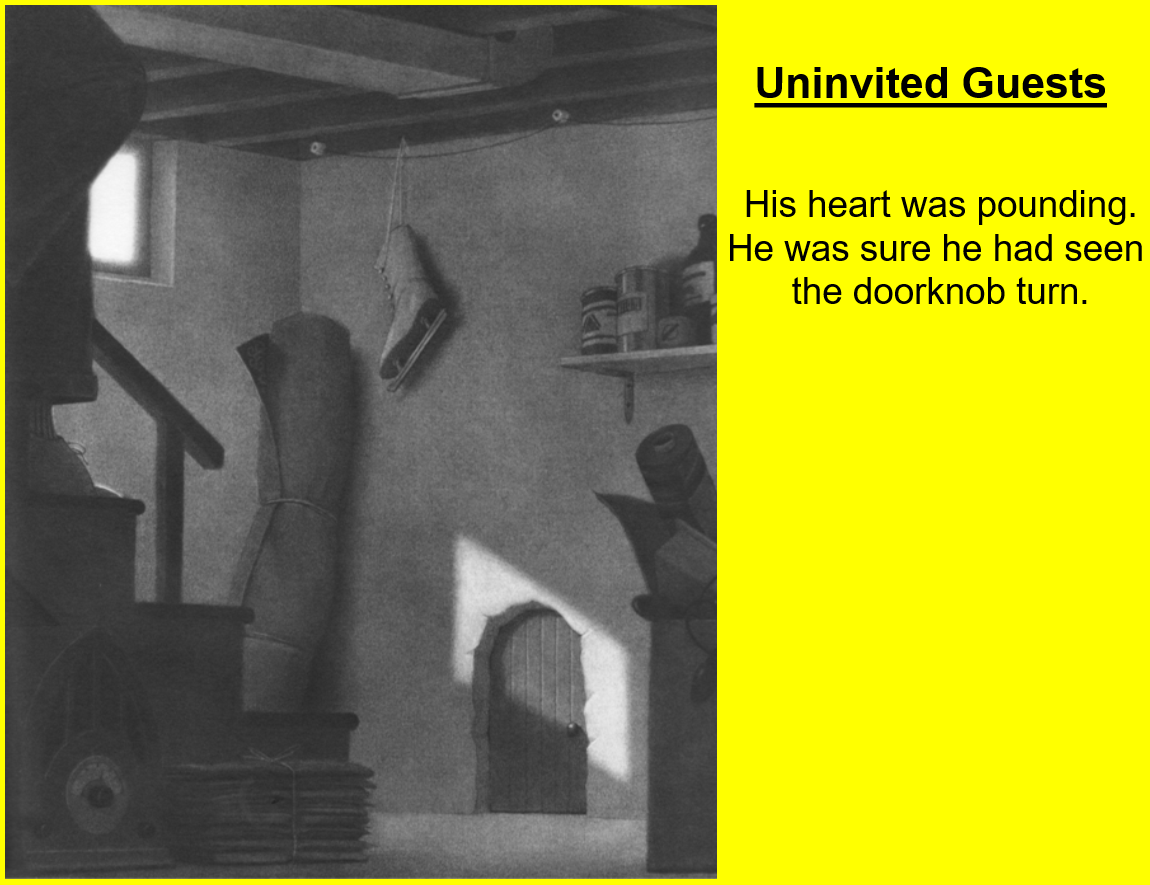 Uninvited Guests
His heart was pounding.
He was sure he had seen
the doorknob turn.